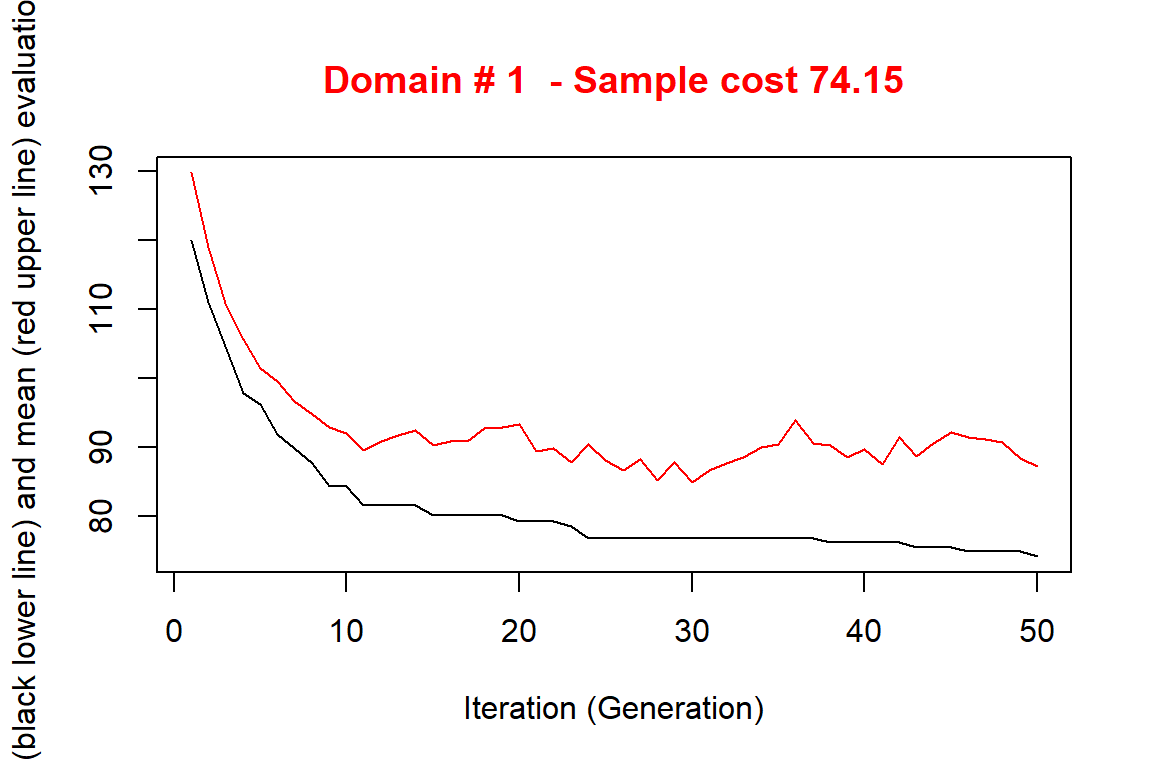 Domain # 1  - Sample cost 74.15
(black lower line) and mean (red upper line) evaluatio
130
110
90
80
0 10 20 30 40 50
Iteration (Generation)